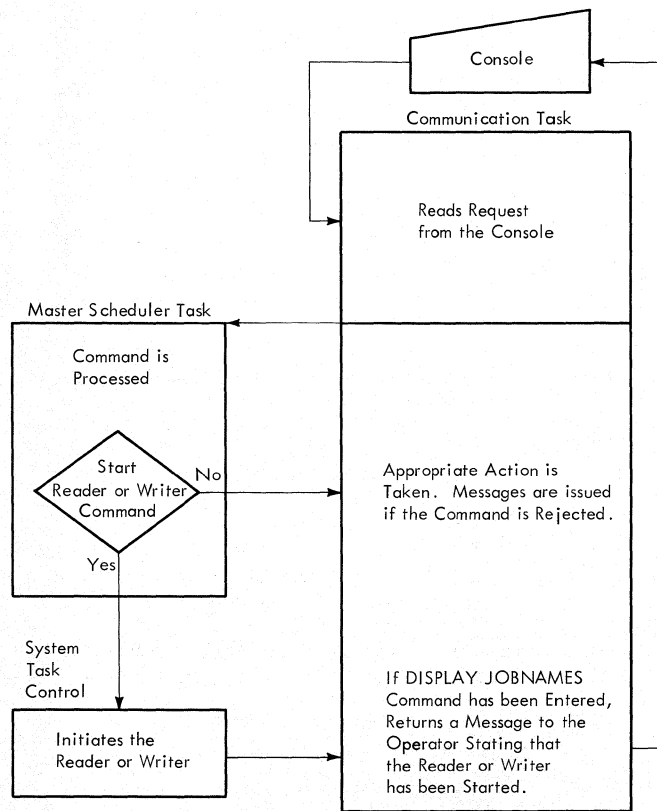 Console
Communication Task
Reads Request
from the Console
Master Scheduler Task
Command is
Processed
Start
Reader or Writer
Command
No
Yes
Appropriate Action is
Taken. Messages are issued
if the Command is Rejected.
System
Task
Control
Initiates the
Reader or Writer
If DISPLAY JOBNAMES
Command has been Entered,
Returns a Message to the
Operator Stating that
the Reader or Writer
has been Started.